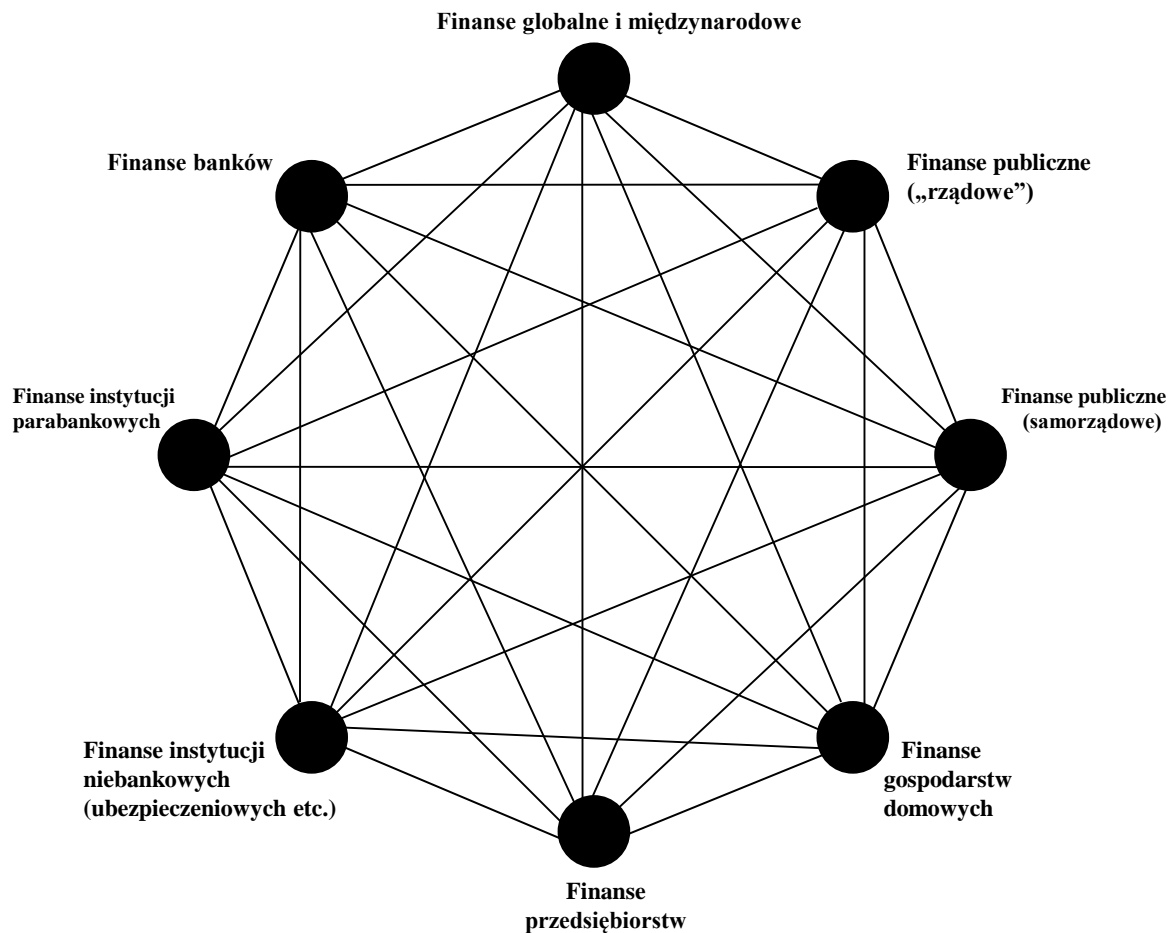 Finanse globalne i międzynarodowe
Finanse banków
Finanse publiczne
(„rządowe”)
Finanse instytucji
parabankowych
Finanse publiczne
(samorządowe)
Finanse instytucji
niebankowych
(ubezpieczeniowych etc.)
Finanse
gospodarstw
domowych
Finanse
przedsiębiorstw